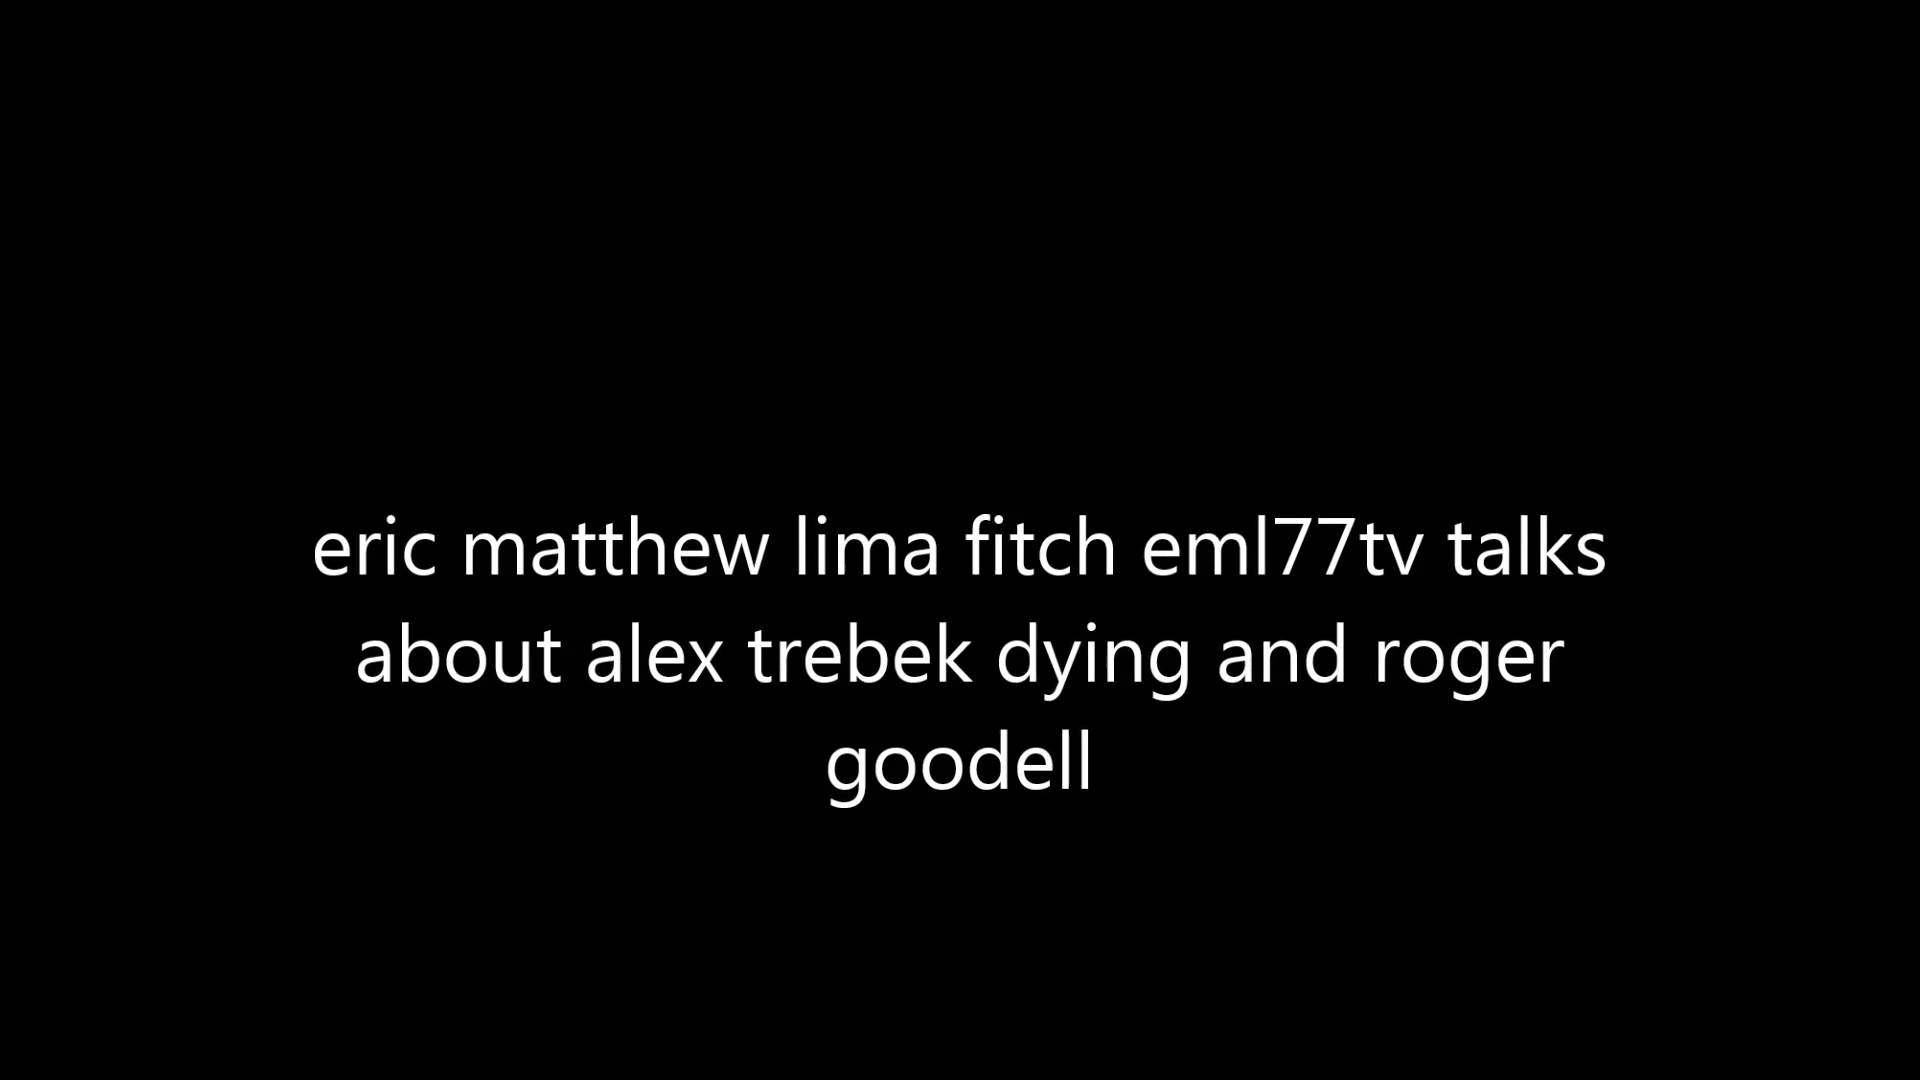 eric matthew lima fitch eml77tv talks
about alex trebek dying and roger
goodell